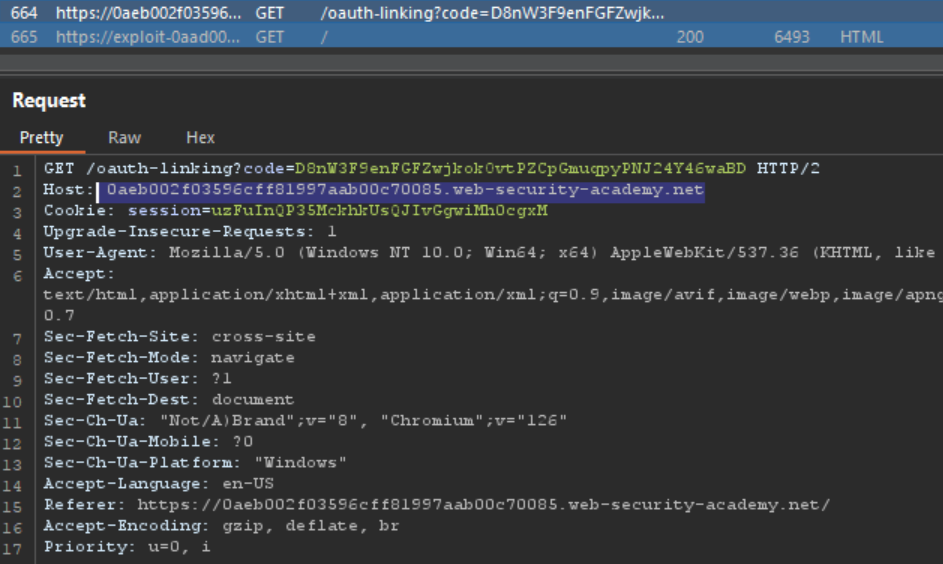 664 https://0aeb002f03596... GET /oauth-linking?code=D8nW3F9enFGFZwjk...
665 https://exploit-0aad00... GET / 200 6493 HTML
Request
Pretty Raw Hex
1 GET /oauth-linking?code=D8nW3F9enFGFZwjkok0vtPZCpGmuqpyPNJ24Y46waBD HTTP/2
2 Host: 0aeb002f03596cff81997aab00c70085.web-security-academy.net
3 Cookie: session=uzFuInQP35MckhkUsQJIvGgwiMh0cgxM
4 Upgrade-Insecure-Requests: 1
5 User-Agent: Mozilla/5.0 (Windows NT 10.0; Win64; x64) AppleWebKit/537.36 (KHTML, like
6 Accept:
text/html,application/xhtml+xml,application/xml;q=0.9,image/avif,image/webp,image/apng
0.7
7 Sec-Fetch-Site: cross-site
8 Sec-Fetch-Mode: navigate
9 Sec-Fetch-User: ?1
10 Sec-Fetch-Dest: document
11 Sec-Ch-Ua: "Not/A)Brand";v="8", "Chromium";v="126"
12 Sec-Ch-Ua-Mobile: ?0
13 Sec-Ch-Ua-Platform: "Windows"
14 Accept-Language: en-US
15 Referer: https://0aeb002f03596cff81997aab00c70085.web-security-academy.net/
16 Accept-Encoding: gzip, deflate, br
17 Priority: u=0, i